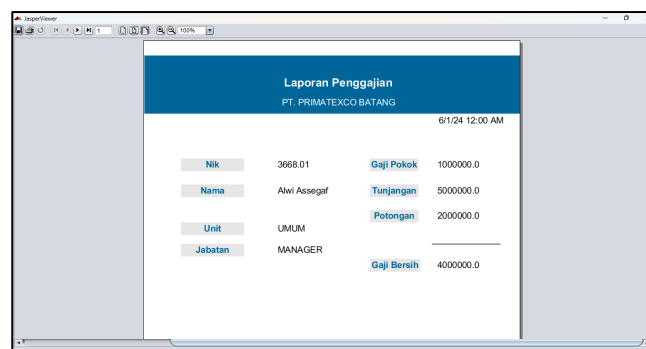 JasperViewer
1
100%
Laporan Penggajian
PT. PRIMATEXCO BATANG
6/1/24 12:00 AM
Nik 3668.01 Gaji Pokok 1000000.0
Nama Alwi Assegaf Tunjangan 5000000.0
Potongan 2000000.0
Unit UMUM
Jabatan MANAGER
Gaji Bersih 4000000.0